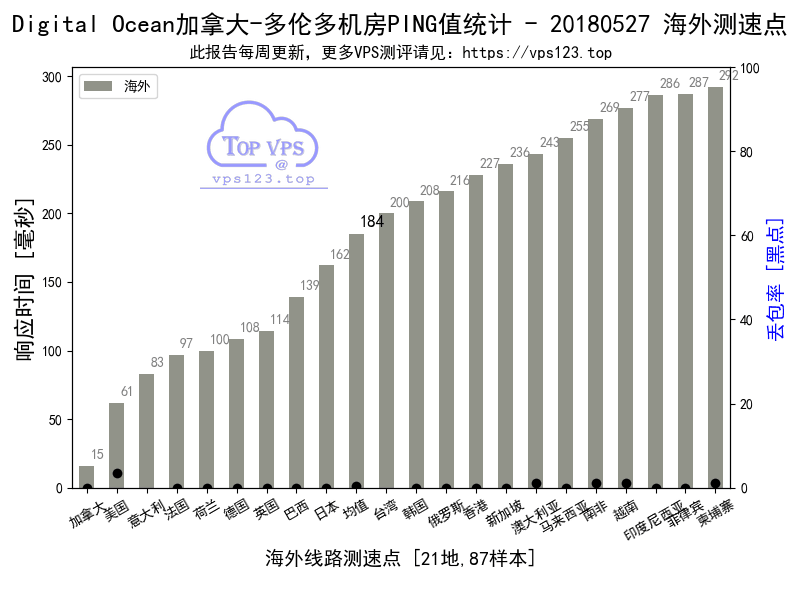 Digital Ocean加拿大-多伦多机房PING值统计 - 20180527 海外测速点
此报告每周更新，更多VPS测评请见：https://vps123.top
海外
Top VPS
@
vps123.top
响应时间 [毫秒]
300
250
200
150
100
50
0
15
61
83
97
100
108
114
139
162
184
200
208
216
227
236
243
255
269
277
286
287
292
100
80
60
40
20
0
丢包率 [黑点]
加拿大
美国
意大利
法国
荷兰
德国
英国
巴西
日本
均值
台湾
韩国
俄罗斯
香港
新加坡
澳大利亚
马来西亚
南非
越南
印度尼西亚
菲律宾
柬埔寨
海外线路测速点 [21地,87样本]